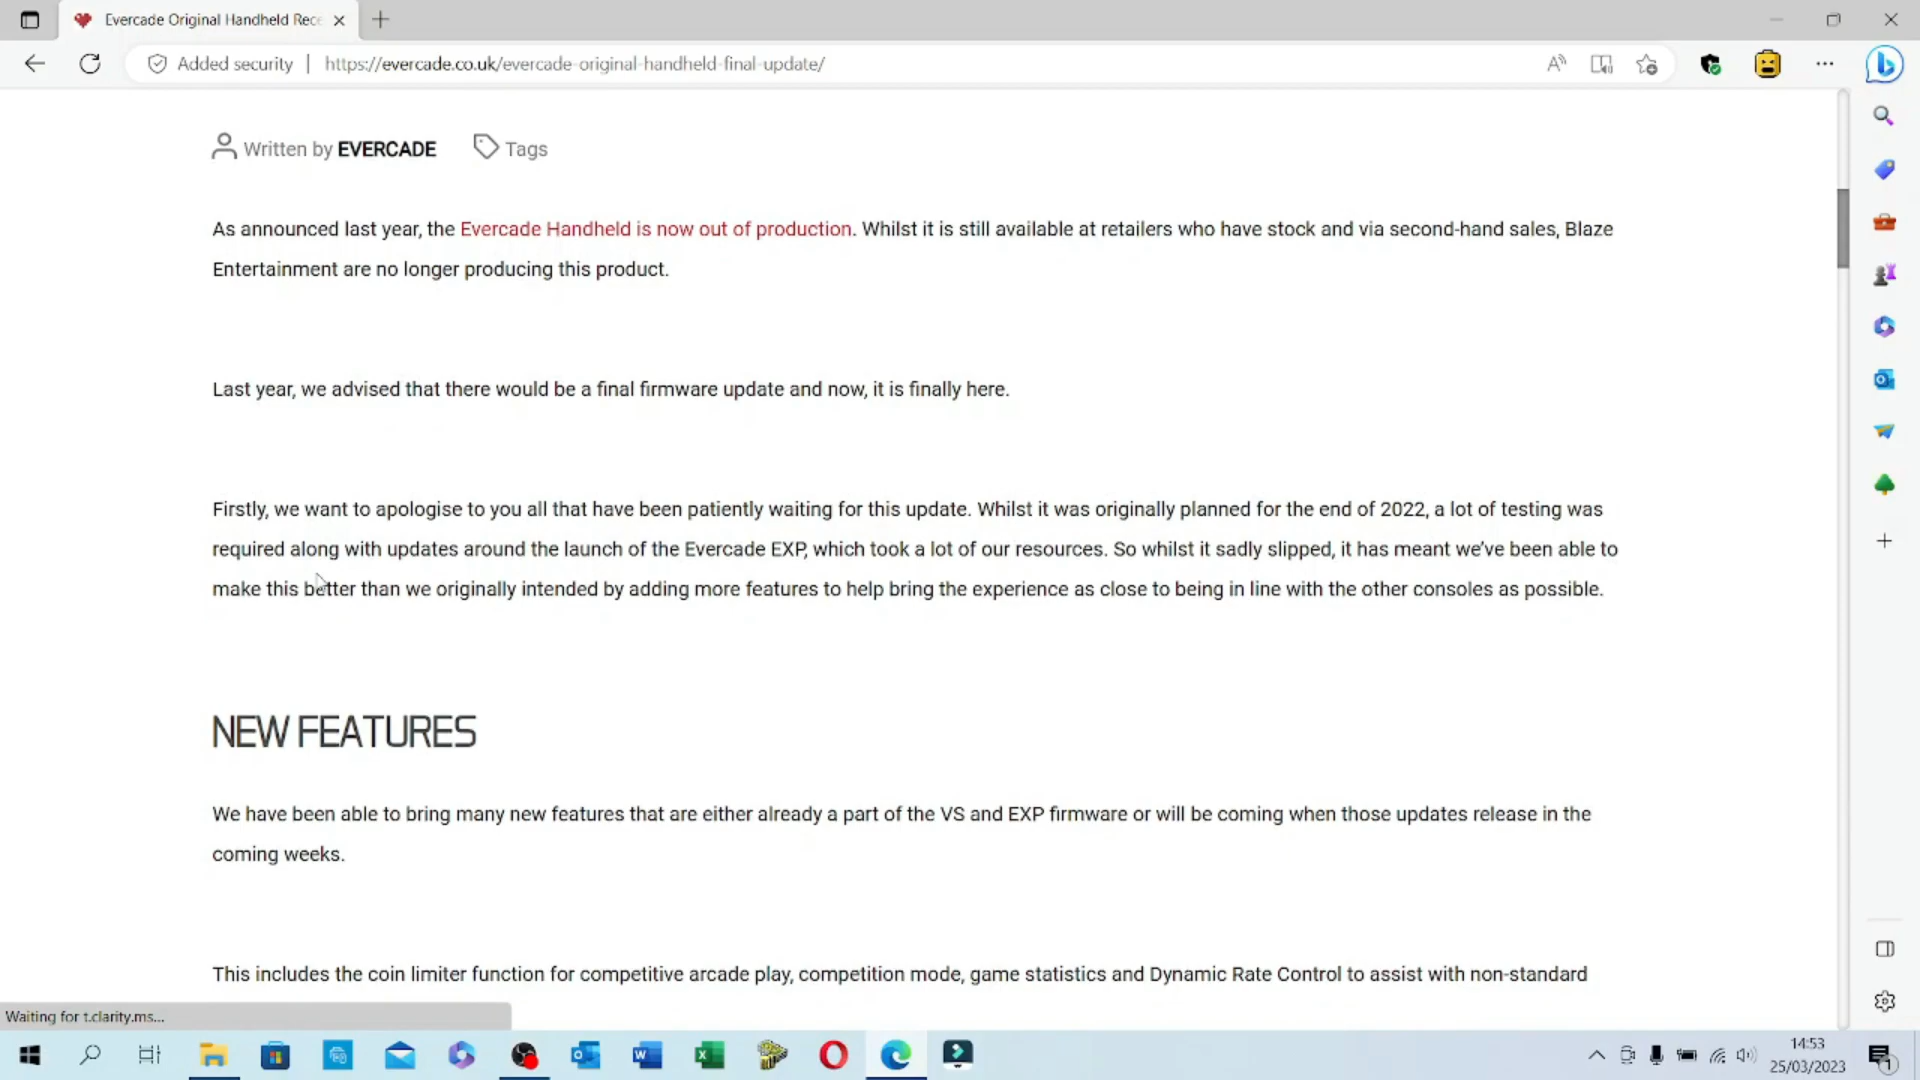 Evercade Original Handheld Rece
Added security | https://evercade.co.uk/evercade-original-handheld-final-update/
Written by EVERCADE Tags
As announced last year, the Evercade Handheld is now out of production. Whilst it is still available at retailers who have stock and via second-hand sales, Blaze
Entertainment are no longer producing this product.
Last year, we advised that there would be a final firmware update and now, it is finally here.
Firstly, we want to apologise to you all that have been patiently waiting for this update. Whilst it was originally planned for the end of 2022, a lot of testing was
required along with updates around the launch of the Evercade EXP, which took a lot of our resources. So whilst it sadly slipped, it has meant we've been able to
make this better than we originally intended by adding more features to help bring the experience as close to being in line with the other consoles as possible.
NEW FEATURES
We have been able to bring many new features that are either already a part of the VS and EXP firmware or will be coming when those updates release in the
coming weeks.
This includes the coin limiter function for competitive arcade play, competition mode, game statistics and Dynamic Rate Control to assist with non-standard
Waiting for t.clarity.ms...
14:53
25/03/2023
1